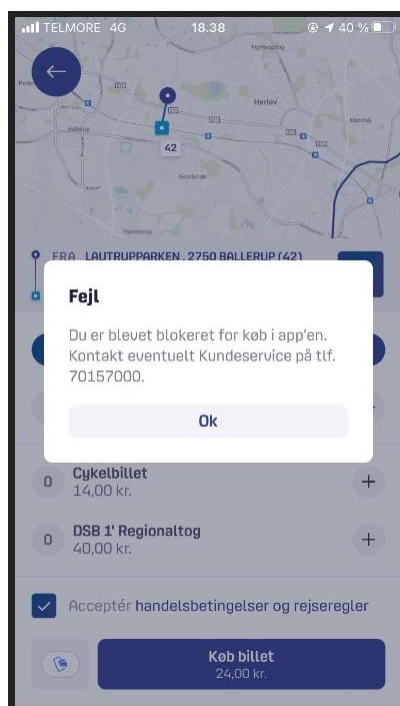 TELMORE 4G 18.38 40 %
Hjortespring
Herlev
Ballerup
42
Skovlunde
FRA LAUTRUPPARKEN, 2750 BALLERUP (42)
Fejl
Du er blevet blokeret for køb i app'en.
Kontakt eventuelt Kundeservice på tlf.
70157000.
Ok
0 Cykelbillet +
14,00 kr.
0 DSB 1' Regionaltog +
40,00 kr.
Acceptér handelsbetingelser og rejseregler
Køb billet
24,00 kr.